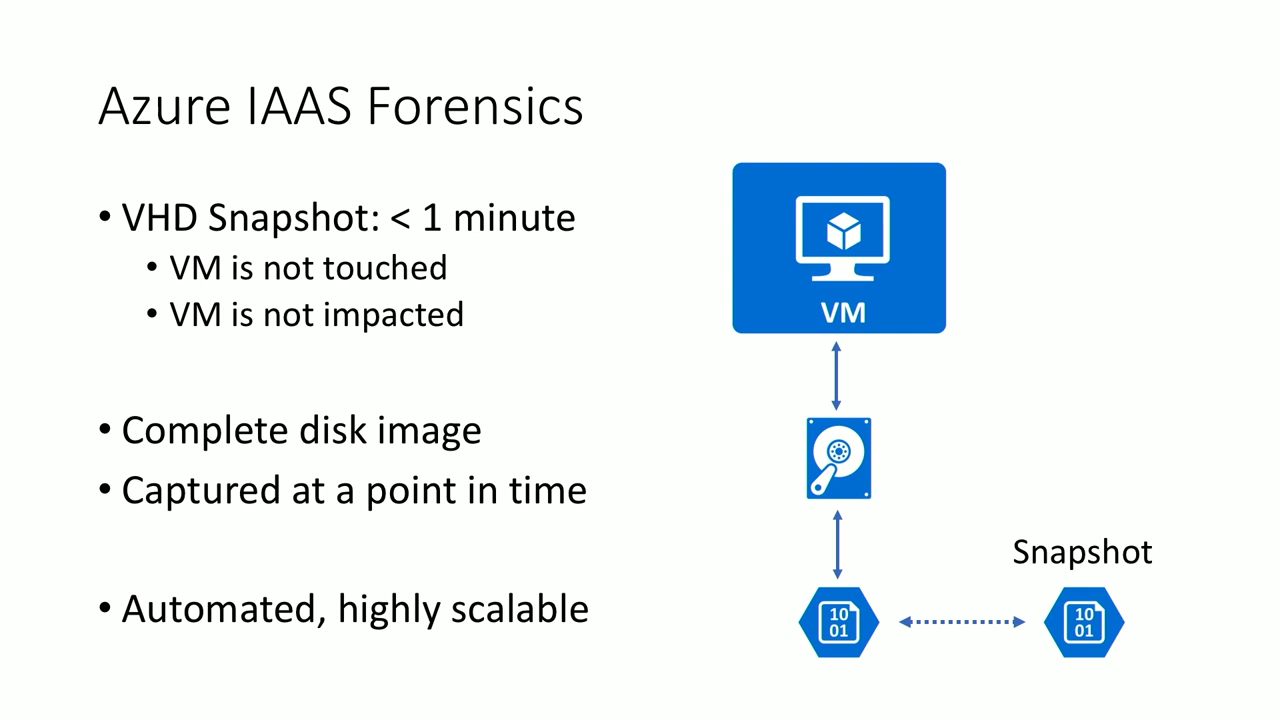 Azure IAAS Forensics
• VHD Snapshot: < 1 minute
• VM is not touched
• VM is not impacted
• Complete disk image
• Captured at a point in time
• Automated, highly scalable
VM
Snapshot
10
01
10
01